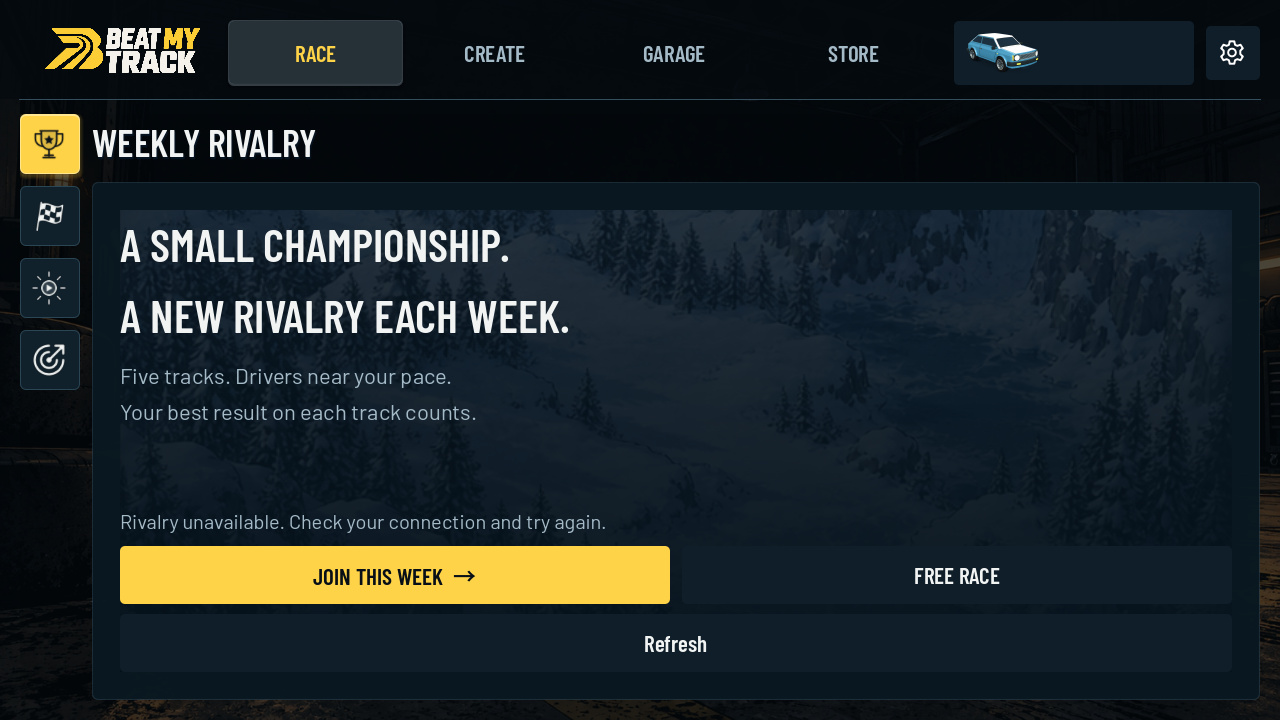 BEAT MY
TRACK
RACE
CREATE
GARAGE
STORE
WEEKLY RIVALRY
A SMALL CHAMPIONSHIP.
A NEW RIVALRY EACH WEEK.
Five tracks. Drivers near your pace.
Your best result on each track counts.
Rivalry unavailable. Check your connection and try again.
JOIN THIS WEEK →
FREE RACE
Refresh